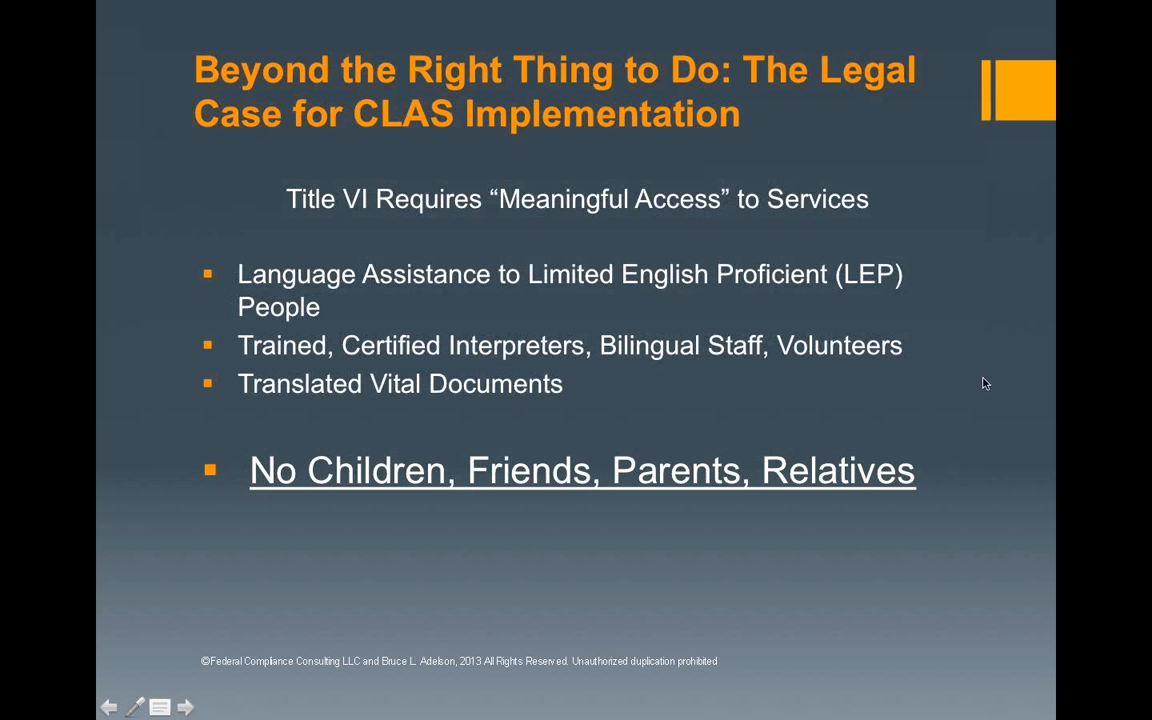 Beyond the Right Thing to Do: The Legal
Case for CLAS Implementation
Title VI Requires “Meaningful Access” to Services
Language Assistance to Limited English Proficient (LEP)
People
Trained, Certified Interpreters, Bilingual Staff, Volunteers
Translated Vital Documents
No Children, Friends, Parents, Relatives
©Federal Compliance Consulting LLC and Bruce L. Adelson, 2013 All Rights Reserved. Unauthorized duplication prohibited